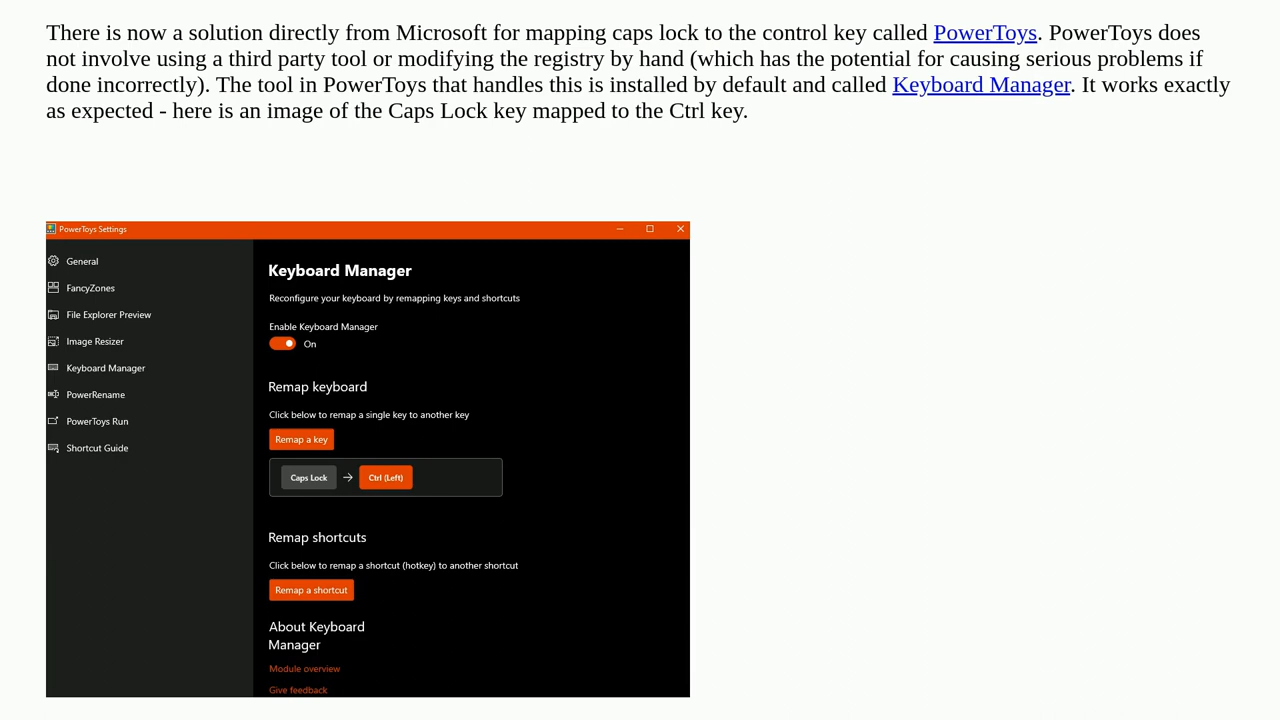 There is now a solution directly from Microsoft for mapping caps lock to the control key called PowerToys. PowerToys does
not involve using a third party tool or modifying the registry by hand (which has the potential for causing serious problems if
done incorrectly). The tool in PowerToys that handles this is installed by default and called Keyboard Manager. It works exactly
as expected - here is an image of the Caps Lock key mapped to the Ctrl key.
PowerToys Settings
General
FancyZones
File Explorer Preview
Image Resizer
Keyboard Manager
PowerRename
PowerToys Run
Shortcut Guide
Keyboard Manager
Reconfigure your keyboard by remapping keys and shortcuts
Enable Keyboard Manager
On
Remap keyboard
Click below to remap a single key to another key
Remap a key
Caps Lock → Ctrl (Left)
Remap shortcuts
Click below to remap a shortcut (hotkey) to another shortcut
Remap a shortcut
About Keyboard
Manager
Module overview
Give feedback